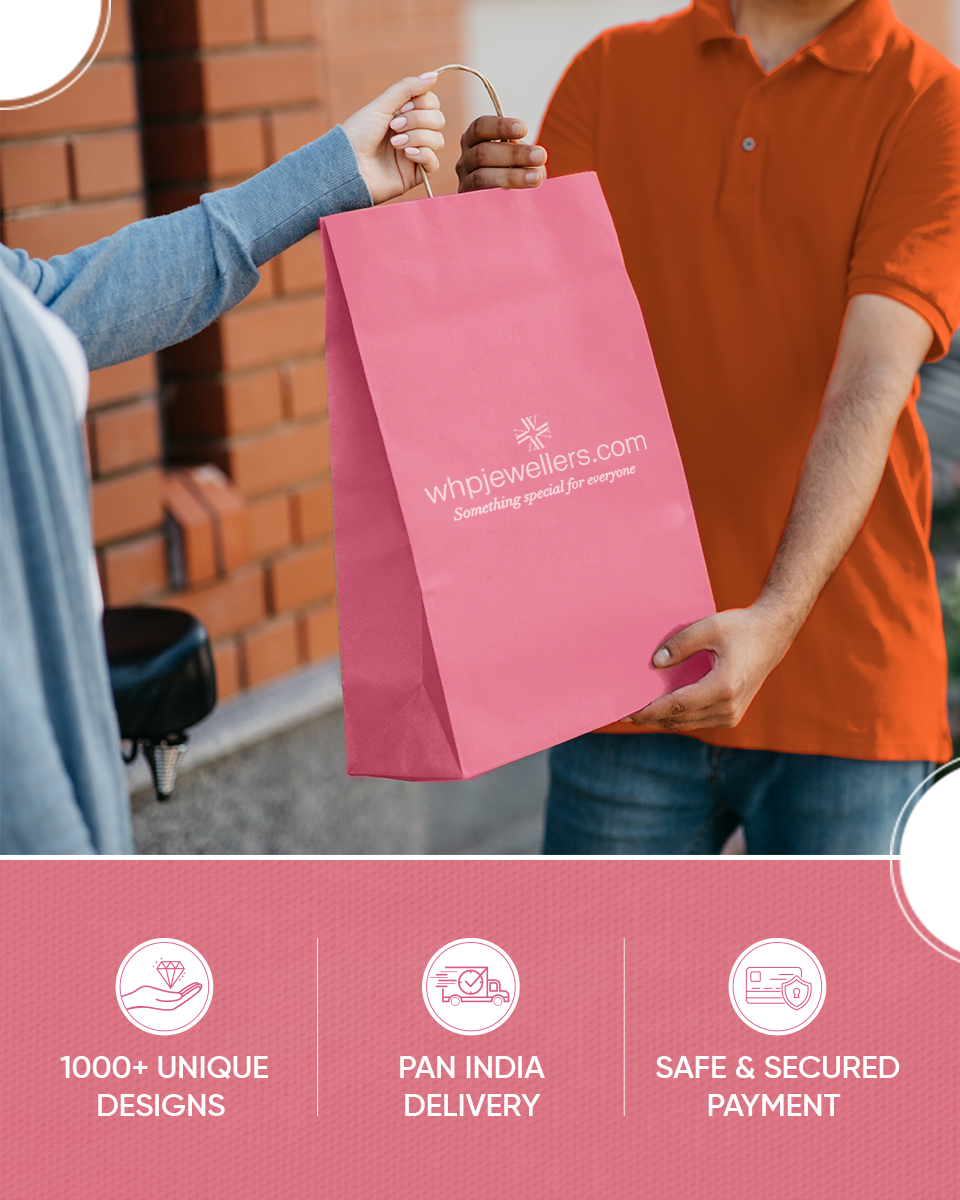 whpjewellers.com
Something special for everyone
1000+ UNIQUE
DESIGNS
PAN INDIA
DELIVERY
SAFE & SECURED
PAYMENT